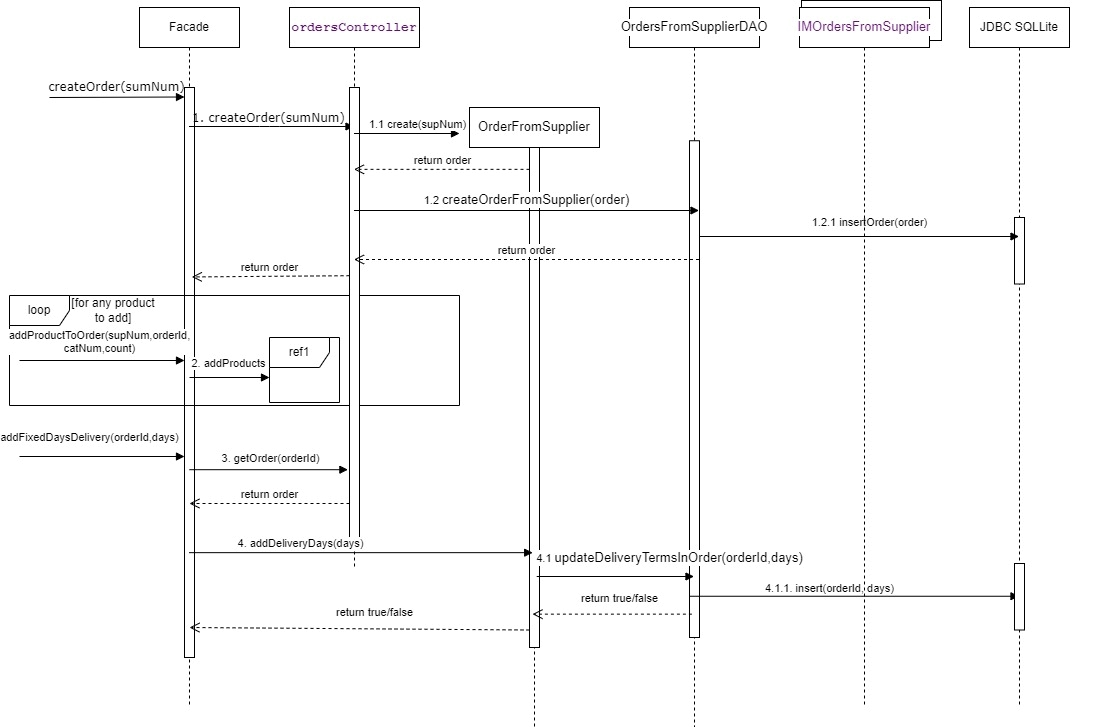 Facade
ordersController
OrdersFromSupplierDAO
IMOrdersFromSupplier
JDBC SQLLite
createOrder(sumNum)
1. createOrder(sumNum)
1.1 create(supNum)
OrderFromSupplier
return order
1.2 createOrderFromSupplier(order)
1.2.1 insertOrder(order)
return order
return order
loop
[for any product
to add]
addProductToOrder(supNum,orderId,
catNum,count)
2. addProducts
ref1
addFixedDaysDelivery(orderId,days)
3. getOrder(orderId)
return order
4. addDeliveryDays(days)
4.1 updateDeliveryTermsInOrder(orderId,days)
4.1.1. insert(orderId, days)
return true/false
return true/false